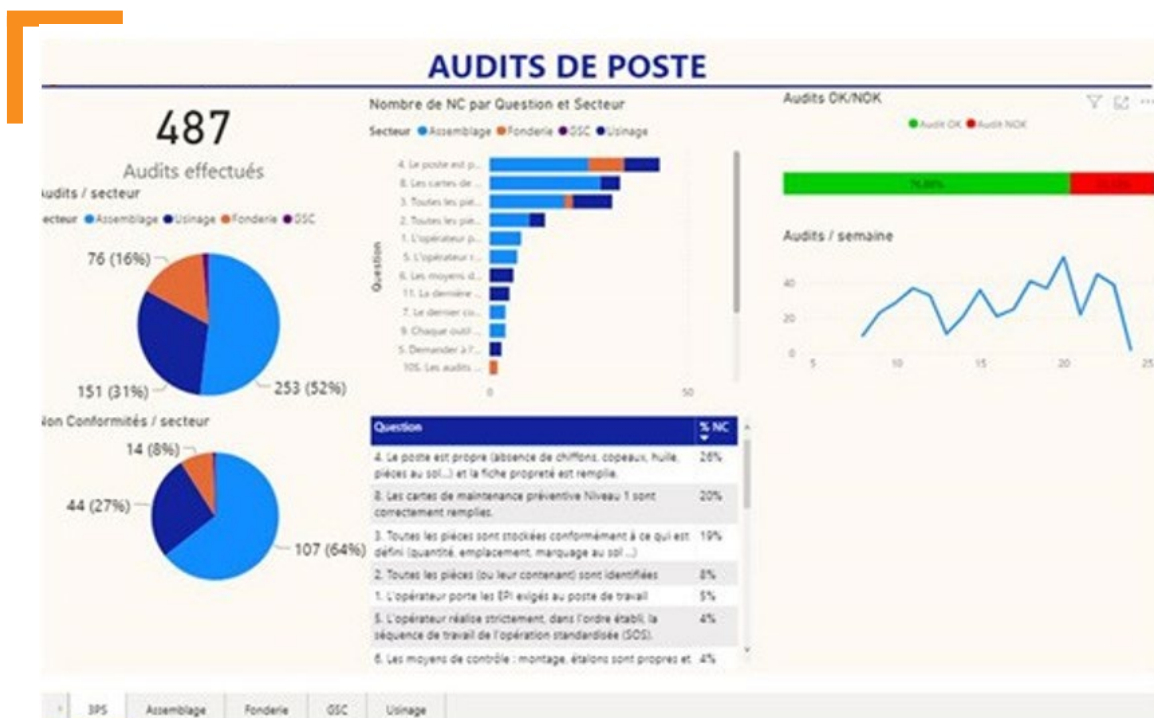 AUDITS DE POSTE
487
Audits effectués
Audits / secteur
Secteur Assemblage Usinage Fonderie GSC
76 (16%)
151 (31%)
253 (52%)
Non Conformités / secteur
14 (8%)
44 (27%)
107 (64%)
Nombre de NC par Question et Secteur
Secteur Assemblage Fonderie GSC Usinage
Question
4. Le poste est p...
8. Les cartes de ...
3. Toutes les piè...
2. Toutes les piè...
1. L'opérateur p...
5. L'opérateur r...
6. Les moyens d...
11. La dernière ...
7. Le dernier co...
9. Chaque outil ...
5. Demander à l'...
105. Les audits ...
0 50
Question % NC
4. Le poste est propre (absence de chiffons, copeaux, huile, 26%
pièces au sol...) et la fiche propreté est remplie.
8. Les cartes de maintenance préventive Niveau 1 sont 20%
correctement remplies.
3. Toutes les pièces sont stockées conformément à ce qui est 19%
défini (quantité, emplacement, marquage au sol ...)
2. Toutes les pièces (ou leur contenant) sont identifiées 8%
1. L'opérateur porte les EPI exigés au poste de travail 5%
5. L'opérateur réalise strictement, dans l'ordre établi, la 4%
séquence de travail de l'opération standardisée (SOS).
6. Les moyens de contrôle : montage, étalons sont propres et 4%
Audits OK/NOK
Audit OK Audit NOK
Audits / semaine
40
20
0
5 10 15 20 25
3PS Assemblage Fonderie GSC Usinage